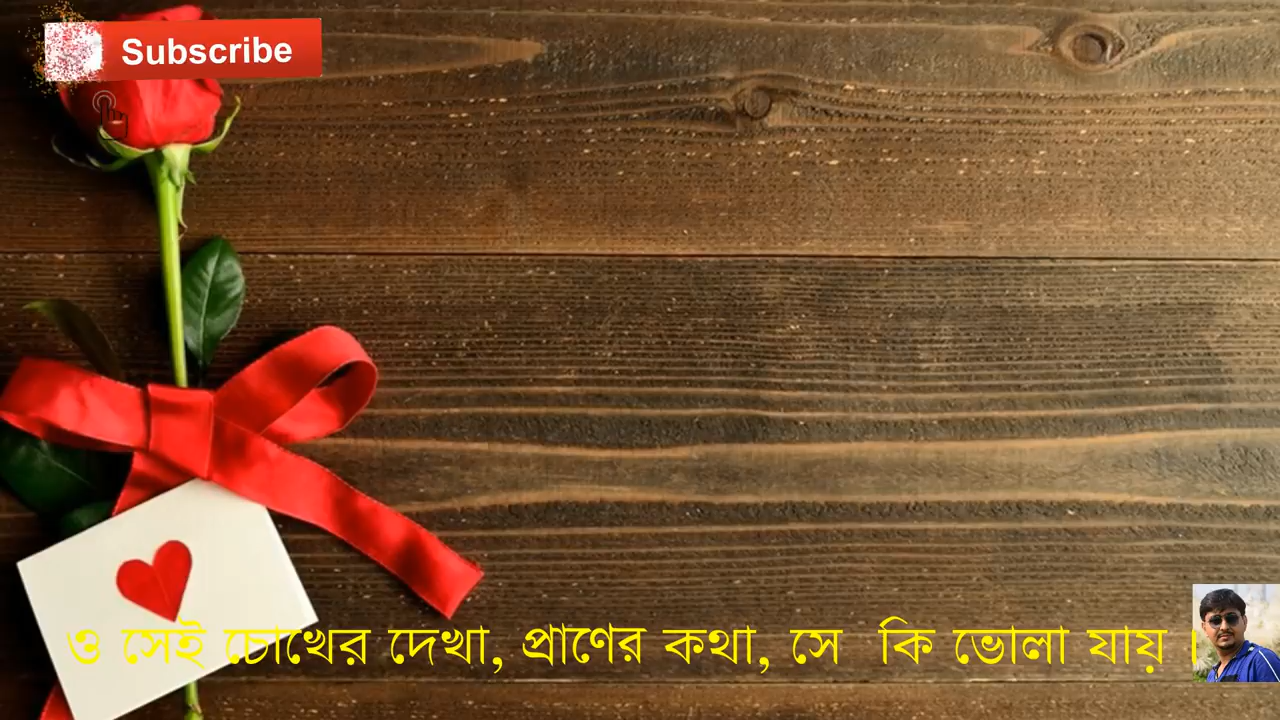 Subscribe
ও সেই চোখের দেখা, প্রাণের কথা, সে কি ভোলা যায় ।